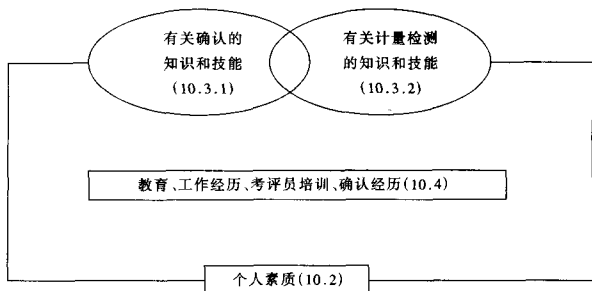 有关确认的
知识和技能
(10.3.1)
有关计量检测
的知识和技能
(10.3.2)
教育、工作经历、考评员培训、确认经历(10.4)
个人素质(10.2)